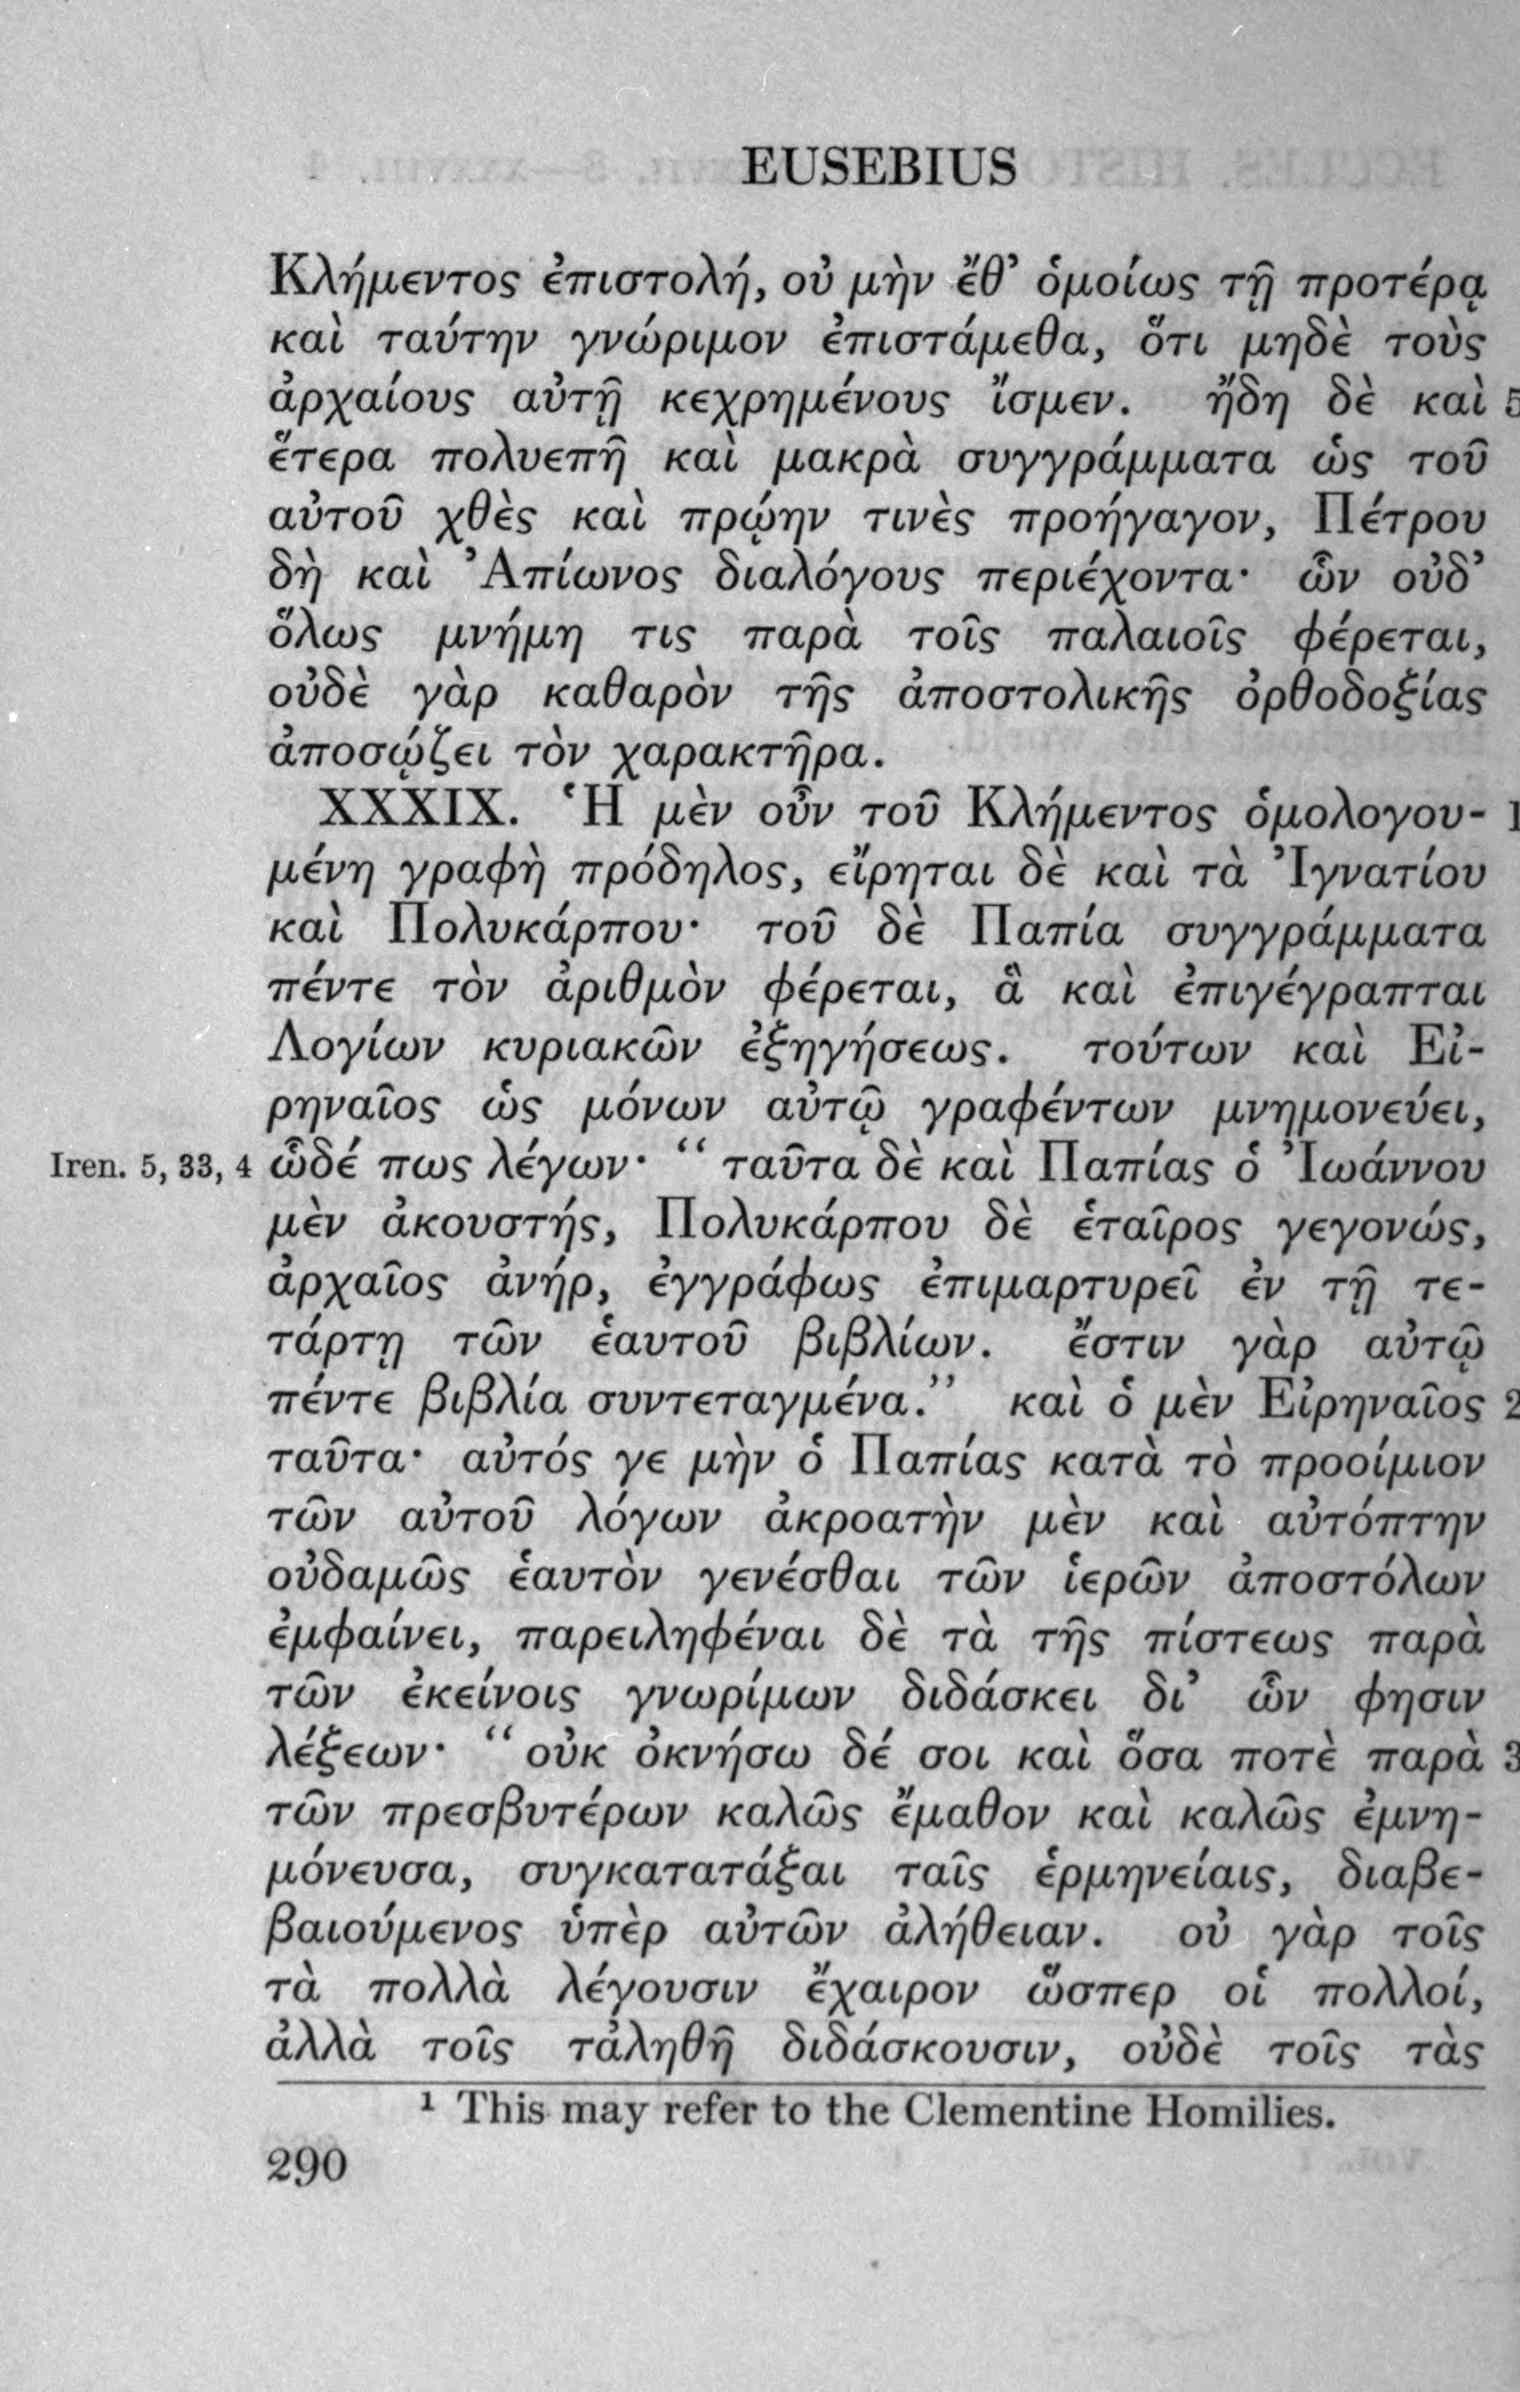 EUSEBIUS
Κλήμεντος ἐπιστολή, οὐ μὴν ἔθ’ ὁμοίως τῇ προτέρᾳ
καὶ ταύτην γνώριμον ἐπιστάμεθα, ὅτι μηδὲ τοὺς
ἀρχαίους αὐτῇ κεχρημένους ἴσμεν. ἤδη δὲ καὶ 5
ἕτερα πολυεπῆ καὶ μακρὰ συγγράμματα ὡς τοῦ
αὐτοῦ χθὲς καὶ πρῴην τινὲς προήγαγον, Πέτρου
δὴ καὶ Ἀπίωνος διαλόγους περιέχοντα· ὧν οὐδ’
ὅλως μνήμη τις παρὰ τοῖς παλαιοῖς φέρεται,
οὐδὲ γὰρ καθαρὸν τῆς ἀποστολικῆς ὀρθοδοξίας
ἀποσῴζει τὸν χαρακτῆρα.
XXXIX. Ἡ μὲν οὖν τοῦ Κλήμεντος ὁμολογου- 1
μένη γραφὴ πρόδηλος, εἴρηται δὲ καὶ τὰ Ἰγνατίου
καὶ Πολυκάρπου· τοῦ δὲ Παπία συγγράμματα
πέντε τὸν ἀριθμὸν φέρεται, ἃ καὶ ἐπιγέγραπται
Λογίων κυριακῶν ἐξηγήσεως. τούτων καὶ Εἰ-
ρηναῖος ὡς μόνων αὐτῷ γραφέντων μνημονεύει,
Iren. 5, 33, 4 ὧδέ πως λέγων· “ ταῦτα δὲ καὶ Παπίας ὁ Ἰωάννου
μὲν ἀκουστής, Πολυκάρπου δὲ ἑταῖρος γεγονώς,
ἀρχαῖος ἀνήρ, ἐγγράφως ἐπιμαρτυρεῖ ἐν τῇ τε-
τάρτῃ τῶν ἑαυτοῦ βιβλίων. ἔστιν γὰρ αὐτῷ
πέντε βιβλία συντεταγμένα.” καὶ ὁ μὲν Εἰρηναῖος 2
ταῦτα· αὐτός γε μὴν ὁ Παπίας κατὰ τὸ προοίμιον
τῶν αὐτοῦ λόγων ἀκροατὴν μὲν καὶ αὐτόπτην
οὐδαμῶς ἑαυτὸν γενέσθαι τῶν ἱερῶν ἀποστόλων
ἐμφαίνει, παρειληφέναι δὲ τὰ τῆς πίστεως παρὰ
τῶν ἐκείνοις γνωρίμων διδάσκει δι’ ὧν φησιν
λέξεων· “ οὐκ ὀκνήσω δέ σοι καὶ ὅσα ποτὲ παρὰ 3
τῶν πρεσβυτέρων καλῶς ἔμαθον καὶ καλῶς ἐμνη-
μόνευσα, συγκατατάξαι ταῖς ἑρμηνείαις, διαβε-
βαιούμενος ὑπὲρ αὐτῶν ἀλήθειαν. οὐ γὰρ τοῖς
τὰ πολλὰ λέγουσιν ἔχαιρον ὥσπερ οἱ πολλοί,
ἀλλὰ τοῖς τἀληθῆ διδάσκουσιν, οὐδὲ τοῖς τὰς
¹ This may refer to the Clementine Homilies.
290